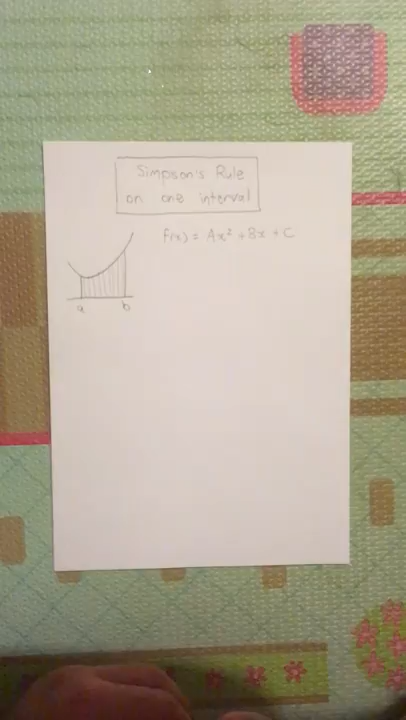 Simpson's Rule
on one interval
f(x) = Ax² + Bx + C
a b